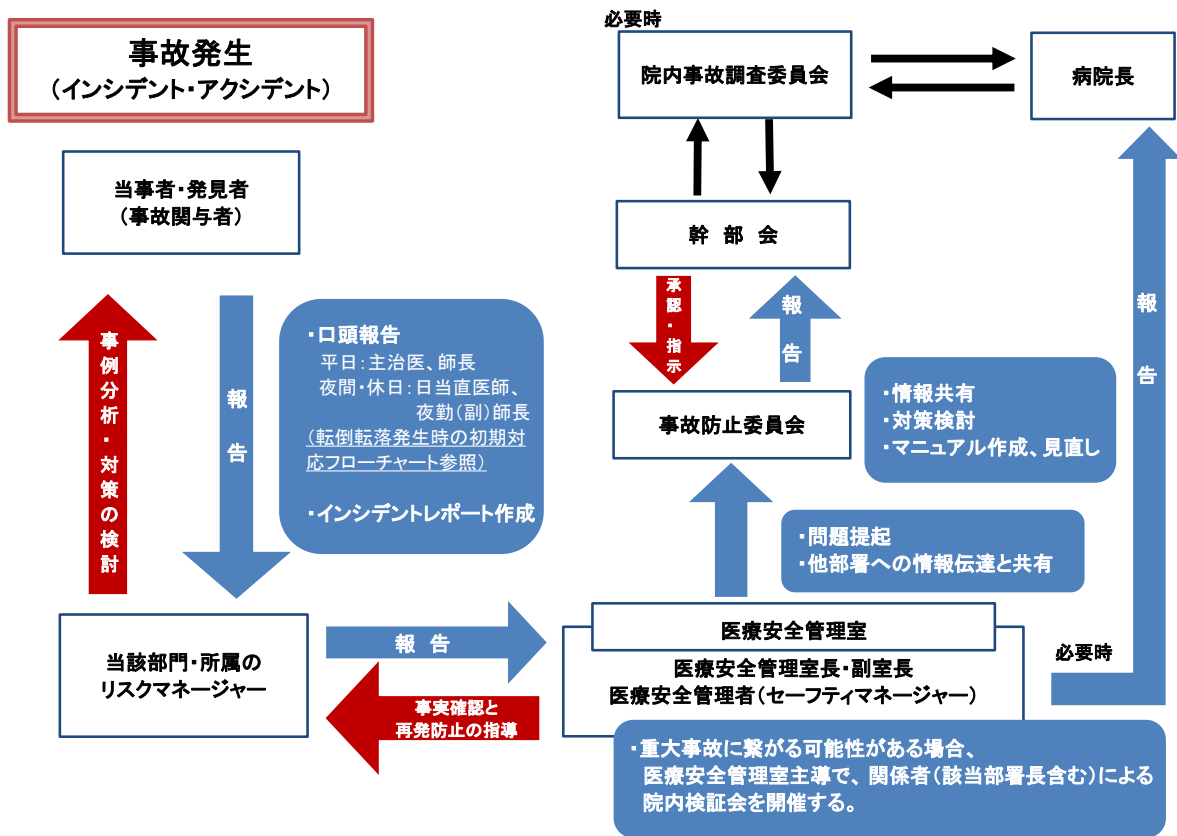 事故発生
（インシデント・アクシデント）
当事者・発見者
（事故関与者）
事例分析・対策の検討
報告
・口頭報告
平日：主治医、師長
夜間・休日：日当直医師、
夜勤（副）師長
（転倒転落発生時の初期対
応フローチャート参照）
・インシデントレポート作成
当該部門・所属の
リスクマネージャー
報告
事実確認と
再発防止の指導
必要時
院内事故調査委員会
病院長
幹部会
承認・指示
報告
事故防止委員会
・情報共有
・対策検討
・マニュアル作成、見直し
・問題提起
・他部署への情報伝達と共有
医療安全管理室
医療安全管理室長・副室長
医療安全管理者（セーフティマネージャー）
・重大事故に繋がる可能性がある場合、
医療安全管理室主導で、関係者（該当部署長含む）による
院内検証会を開催する。
必要時
報告